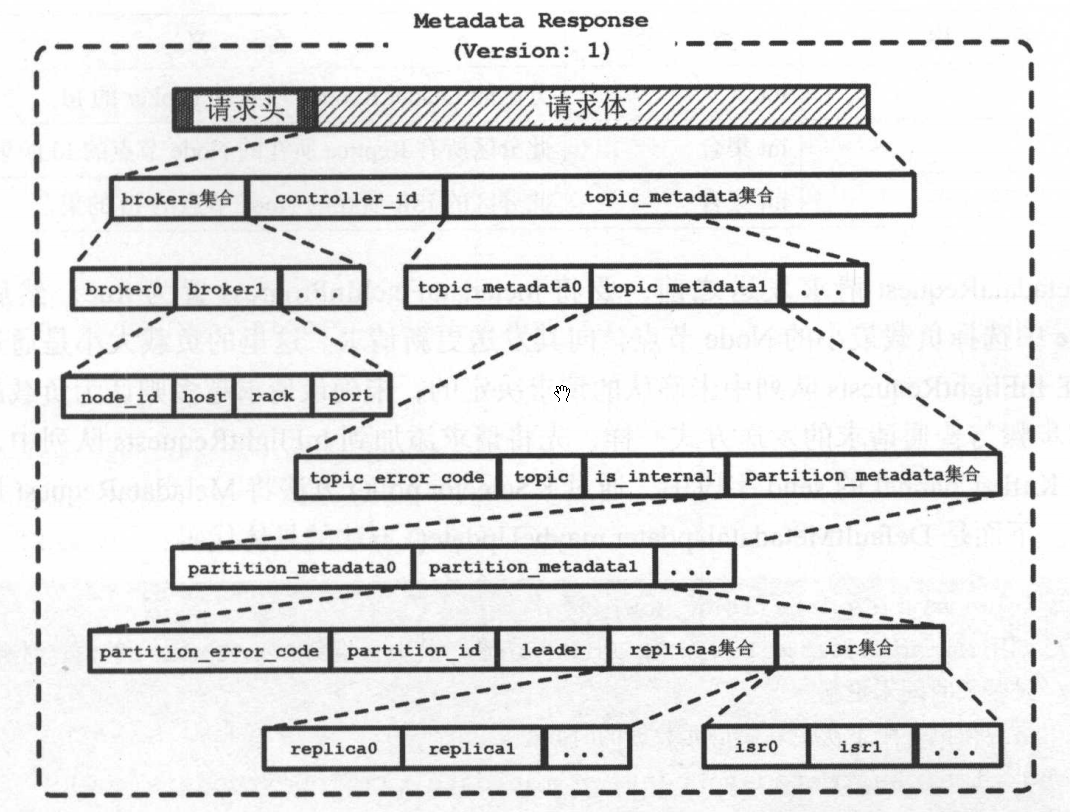 Metadata Response
(Version: 1)
请求头 请求体
brokers集合 controller_id topic_metadata集合
broker0 broker1 ... topic_metadata0 topic_metadata1
node_id host rack port
topic_error_code topic is_internal partition_metadata集合
partition_metadata0 partition_metadata1 ....
partition_error_code partition_id leader replicas集合 isr集合
replica0 replica1 ... isr0 isr1 ....